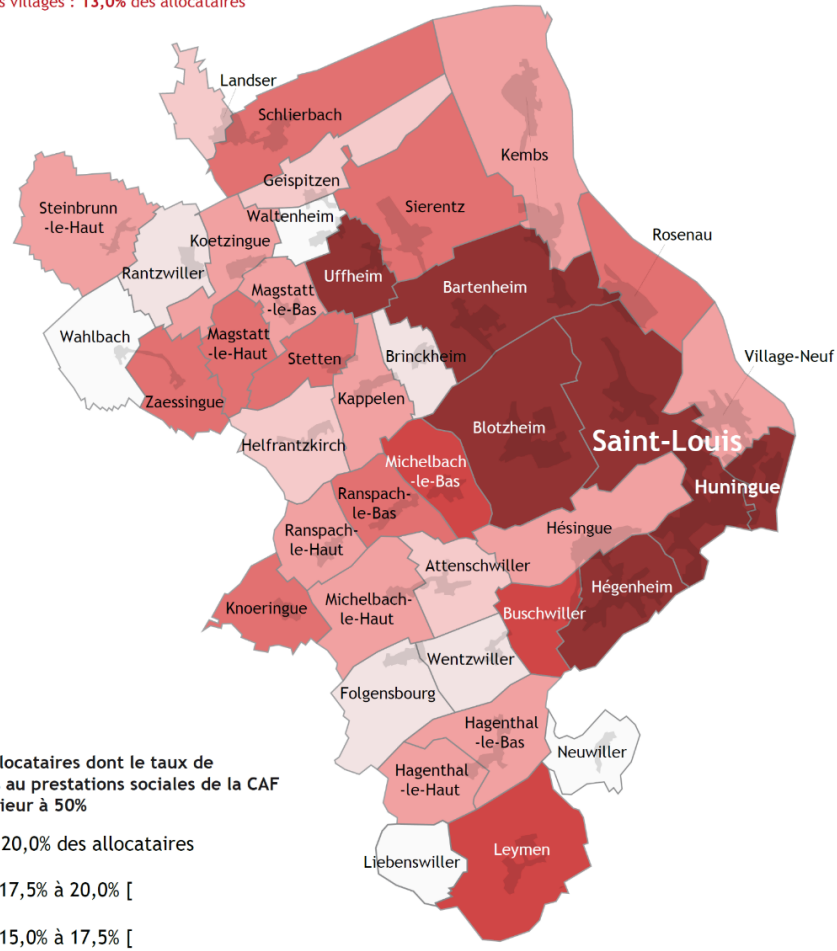 s villages : 13,0% des allocataires
Landser
Schlierbach
Kembs
Geispitzen
Steinbrunn
-le-Haut
Sierentz
Waltenheim
Koetzingue
Rosenau
Rantzwiller
Uffheim
Bartenheim
Magstatt
-le-Bas
Wahlbach
Magstatt
-le-Haut
Stetten
Brinckheim
Village-Neuf
Zaessingue
Kappelen
Blotzheim
Saint-Louis
Helfrantzkirch
Michelbach
-le-Bas
Huningue
Ranspach-
le-Bas
Ranspach-
le-Haut
Hésingue
Attenschwiller
Hégenheim
Knoeringue
Michelbach-
le-Haut
Buschwiller
Wentzwiller
Folgensbourg
Hagenthal
-le-Bas
Neuwiller
Hagenthal
-le-Haut
Liebenswiller
Leymen
locataires dont le taux de
au prestations sociales de la CAF
ieur à 50%
20,0% des allocataires
17,5% à 20,0% [
15,0% à 17,5% [